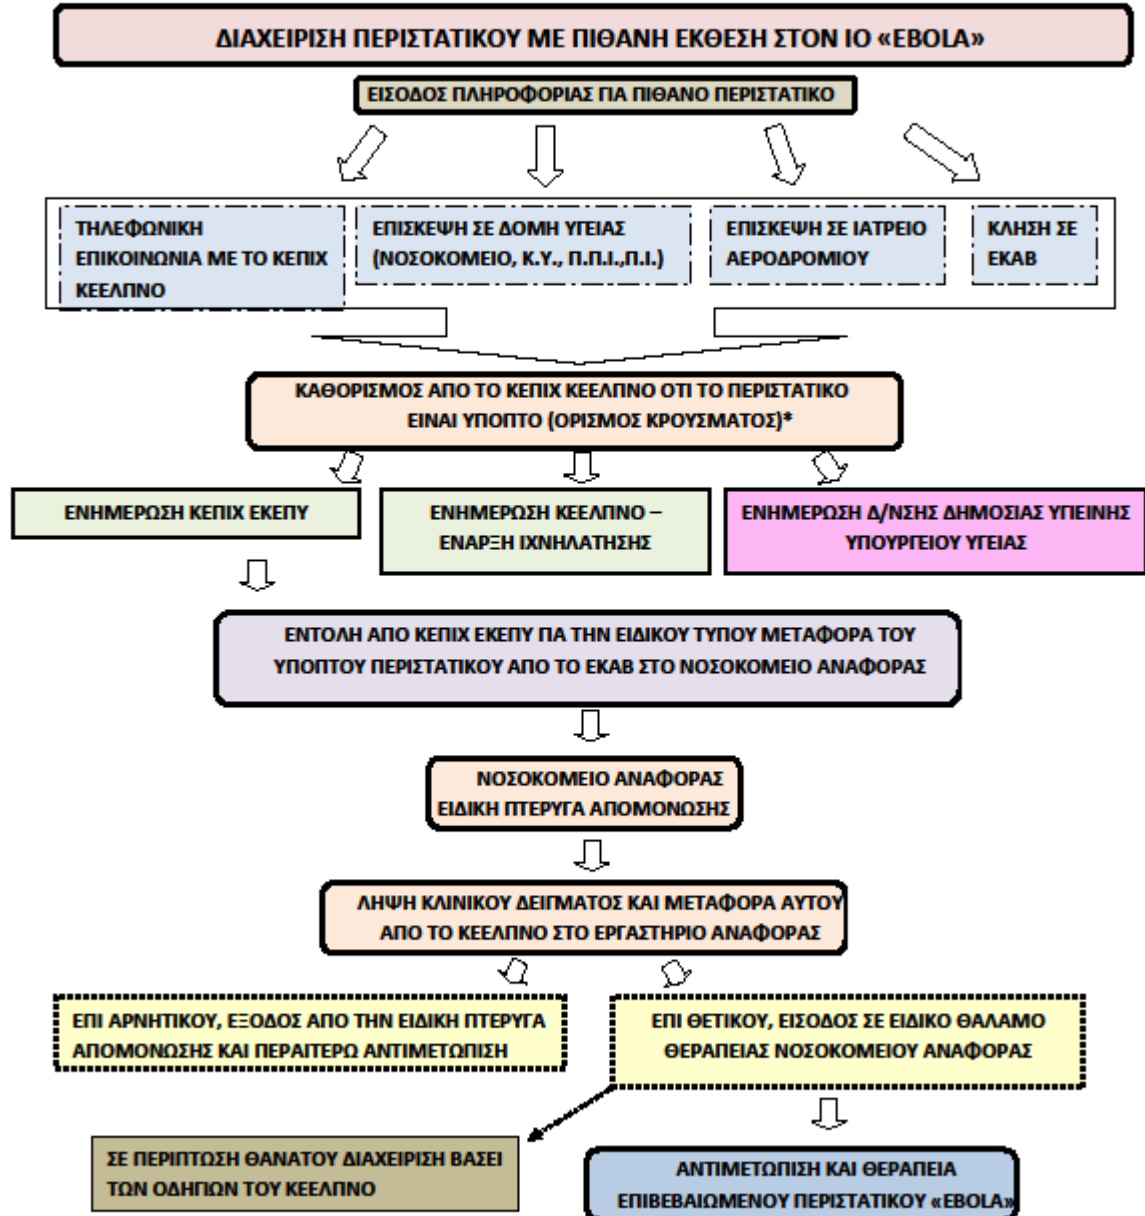 ΔΙΑΧΕΙΡΙΣΗ ΠΕΡΙΣΤΑΤΙΚΟΥ ΜΕ ΠΙΘΑΝΗ ΕΚΘΕΣΗ ΣΤΟΝ ΙΟ «EBOLA»
ΕΙΣΟΔΟΣ ΠΛΗΡΟΦΟΡΙΑΣ ΓΙΑ ΠΙΘΑΝΟ ΠΕΡΙΣΤΑΤΙΚΟ
ΤΗΛΕΦΩΝΙΚΗ
ΕΠΙΚΟΙΝΩΝΙΑ ΜΕ ΤΟ ΚΕΠΙΧ
ΚΕΕΛΠΝΟ
ΕΠΙΣΚΕΨΗ ΣΕ ΔΟΜΗ ΥΓΕΙΑΣ
(ΝΟΣΟΚΟΜΕΙΟ, Κ.Υ., Π.Π.Ι.,Π.Ι.)
ΕΠΙΣΚΕΨΗ ΣΕ ΙΑΤΡΕΙΟ
ΑΕΡΟΔΡΟΜΙΟΥ
ΚΛΗΣΗ ΣΕ
ΕΚΑΒ
ΚΑΘΟΡΙΣΜΟΣ ΑΠΟ ΤΟ ΚΕΠΙΧ ΚΕΕΛΠΝΟ ΟΤΙ ΤΟ ΠΕΡΙΣΤΑΤΙΚΟ
ΕΙΝΑΙ ΥΠΟΠΤΟ (ΟΡΙΣΜΟΣ ΚΡΟΥΣΜΑΤΟΣ)*
ΕΝΗΜΕΡΩΣΗ ΚΕΠΙΧ ΕΚΕΠΥ
ΕΝΗΜΕΡΩΣΗ ΚΕΕΛΠΝΟ –
ΕΝΑΡΞΗ ΙΧΝΗΛΑΤΗΣΗΣ
ΕΝΗΜΕΡΩΣΗ Δ/ΝΣΗΣ ΔΗΜΟΣΙΑΣ ΥΓΙΕΙΝΗΣ
ΥΠΟΥΡΓΕΙΟΥ ΥΓΕΙΑΣ
ΕΝΤΟΛΗ ΑΠΟ ΚΕΠΙΧ ΕΚΕΠΥ ΓΙΑ ΤΗΝ ΕΙΔΙΚΟΥ ΤΥΠΟΥ ΜΕΤΑΦΟΡΑ ΤΟΥ
ΥΠΟΠΤΟΥ ΠΕΡΙΣΤΑΤΙΚΟΥ ΑΠΟ ΤΟ ΕΚΑΒ ΣΤΟ ΝΟΣΟΚΟΜΕΙΟ ΑΝΑΦΟΡΑΣ
ΝΟΣΟΚΟΜΕΙΟ ΑΝΑΦΟΡΑΣ
ΕΙΔΙΚΗ ΠΤΕΡΥΓΑ ΑΠΟΜΟΝΩΣΗΣ
ΛΗΨΗ ΚΛΙΝΙΚΟΥ ΔΕΙΓΜΑΤΟΣ ΚΑΙ ΜΕΤΑΦΟΡΑ ΑΥΤΟΥ
ΑΠΟ ΤΟ ΚΕΕΛΠΝΟ ΣΤΟ ΕΡΓΑΣΤΗΡΙΟ ΑΝΑΦΟΡΑΣ
ΕΠΙ ΑΡΝΗΤΙΚΟΥ, ΕΞΟΔΟΣ ΑΠΟ ΤΗΝ ΕΙΔΙΚΗ ΠΤΕΡΥΓΑ
ΑΠΟΜΟΝΩΣΗΣ ΚΑΙ ΠΕΡΑΙΤΕΡΩ ΑΝΤΙΜΕΤΩΠΙΣΗ
ΕΠΙ ΘΕΤΙΚΟΥ, ΕΙΣΟΔΟΣ ΣΕ ΕΙΔΙΚΟ ΘΑΛΑΜΟ
ΘΕΡΑΠΕΙΑΣ ΝΟΣΟΚΟΜΕΙΟΥ ΑΝΑΦΟΡΑΣ
ΣΕ ΠΕΡΙΠΤΩΣΗ ΘΑΝΑΤΟΥ ΔΙΑΧΕΙΡΙΣΗ ΒΑΣΕΙ
ΤΩΝ ΟΔΗΓΙΩΝ ΤΟΥ ΚΕΕΛΠΝΟ
ΑΝΤΙΜΕΤΩΠΙΣΗ ΚΑΙ ΘΕΡΑΠΕΙΑ
ΕΠΙΒΕΒΑΙΩΜΕΝΟΥ ΠΕΡΙΣΤΑΤΙΚΟΥ «EBOLA»